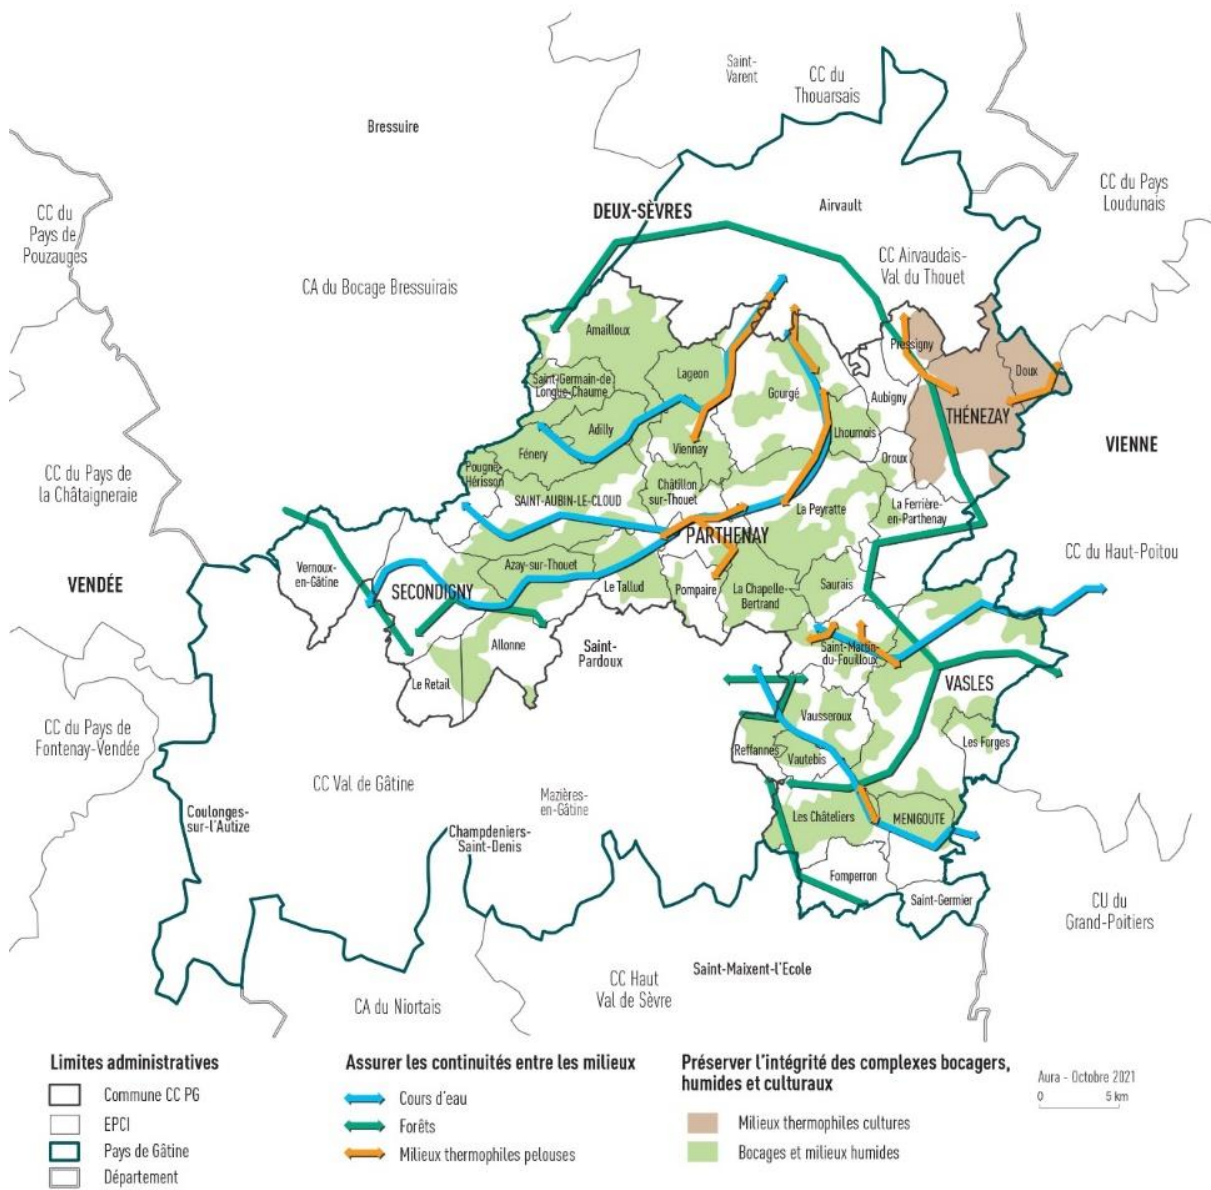 Saint-
Varent
CC du
Thouarsais
Bressuire
CC du Pays
Loudunais
CC du
Pays de
Pouzauges
DEUX-SÈVRES
Airvault
CC Airvaudais-
Val du Thouet
CA du Bocage Bressuirais
Amailloux
Pressigny
Saint-Germain-de
Longue-Chaume
Lageon
Doux
Gourgé
Aubigny
THÉNEZAY
Adilly
Lhoumois
VIENNE
Fénery
Viennay
Oroux
CC du Pays de
la Châtaigneraie
Pougne-
Hérisson
Châtillon
sur-Thouet
SAINT-AUBIN-LE-CLOUD
La Peyratte
La Ferrière-
en-Parthenay
PARTHENAY
CC du Haut-Poitou
VENDÉE
Vernoux-
en-Gâtine
SECONDIGNY
Azay-sur-Thouet
Le Tallud
Pompaire
La Chapelle-
Bertrand
Saurais
Saint-
Pardoux
Allonne
Saint-Martin-
du-Fouilloux
Le Retail
VASLES
CC du Pays de
Fontenay-Vendée
Vausseroux
Reffannes
Vautebis
Les Forges
CC Val de Gâtine
Mazières-
en-Gâtine
Coulonges-
sur-l'Autize
Champdeniers-
Saint-Denis
Les Châteliers
MENIGOUTE
Fomperron
Saint-Germier
CU du
Grand-Poitiers
Saint-Maixent-l'Ecole
CC Haut
Val de Sèvre
CA du Niortais
Limites administratives
Commune CC PG
EPCI
Pays de Gâtine
Département
Assurer les continuités entre les milieux
Cours d'eau
Forêts
Milieux thermophiles pelouses
Préserver l'intégrité des complexes bocagers,
humides et culturaux
Milieux thermophiles cultures
Bocages et milieux humides
Aura - Octobre 2021
0 5 km